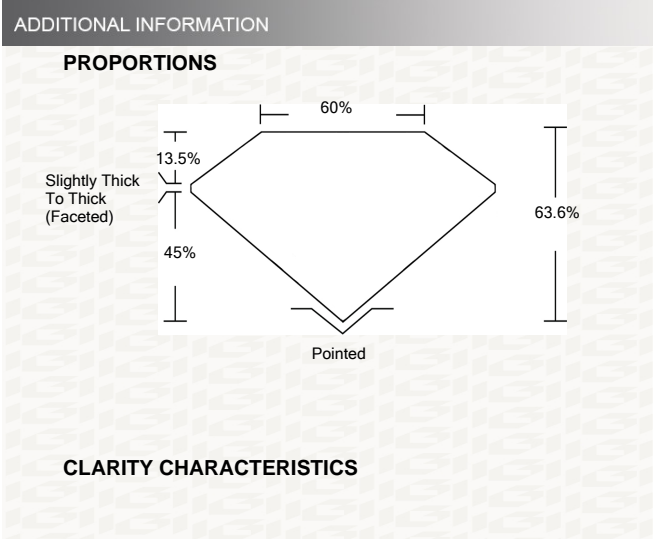 ADDITIONAL INFORMATION
PROPORTIONS
60%
13.5%
Slightly Thick
To Thick
(Faceted)
63.6%
45%
Pointed
CLARITY CHARACTERISTICS